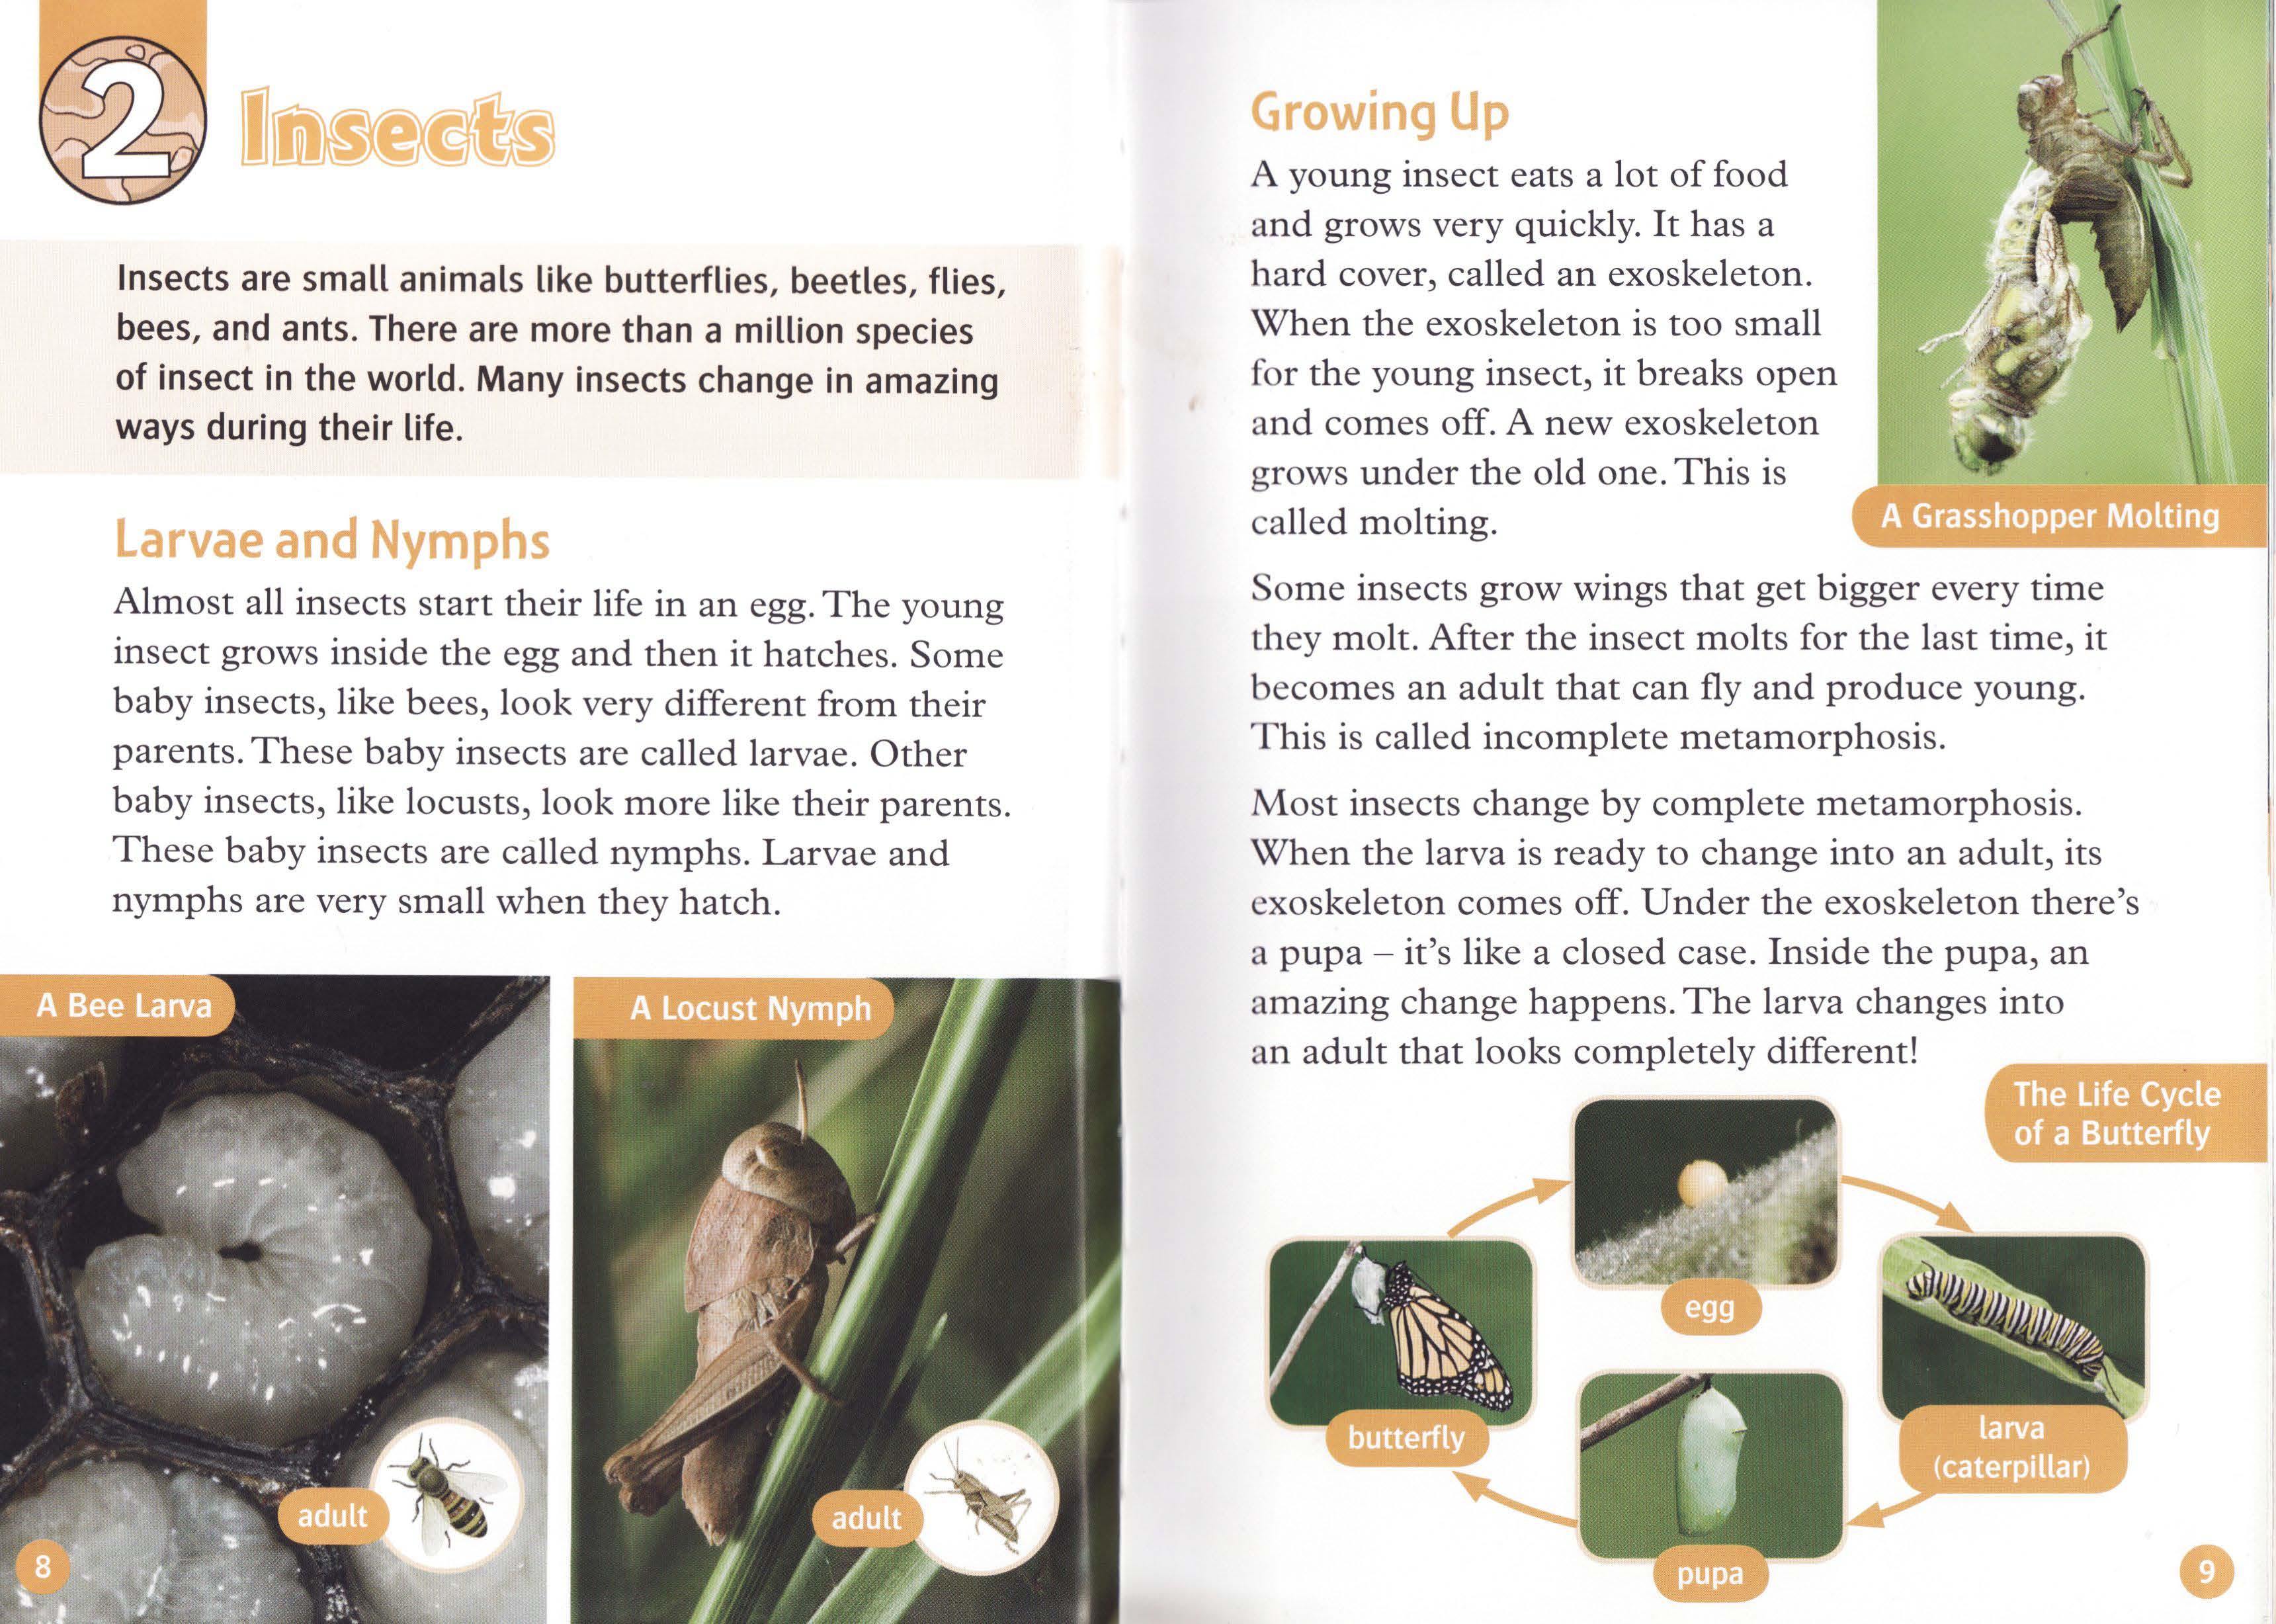 2
Insects
Insects are small animals like butterflies, beetles, flies,
bees, and ants. There are more than a million species
of insect in the world. Many insects change in amazing
ways during their life.
Larvae and Nymphs
Almost all insects start their life in an egg. The young
insect grows inside the egg and then it hatches. Some
baby insects, like bees, look very different from their
parents. These baby insects are called larvae. Other
baby insects, like locusts, look more like their parents.
These baby insects are called nymphs. Larvae and
nymphs are very small when they hatch.
A Bee Larva
adult
A Locust Nymph
adult
8
Growing Up
A young insect eats a lot of food
and grows very quickly. It has a
hard cover, called an exoskeleton.
When the exoskeleton is too small
for the young insect, it breaks open
and comes off. A new exoskeleton
grows under the old one. This is
called molting.
A Grasshopper Molting
Some insects grow wings that get bigger every time
they molt. After the insect molts for the last time, it
becomes an adult that can fly and produce young.
This is called incomplete metamorphosis.
Most insects change by complete metamorphosis.
When the larva is ready to change into an adult, its
exoskeleton comes off. Under the exoskeleton there's
a pupa – it's like a closed case. Inside the pupa, an
amazing change happens. The larva changes into
an adult that looks completely different!
The Life Cycle
of a Butterfly
egg
larva
(caterpillar)
pupa
butterfly
9